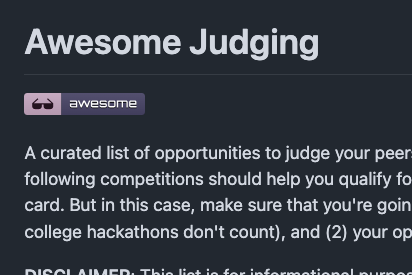 Awesome Judging
awesome
A curated list of opportunities to judge your peer
following competitions should help you qualify fo
card. But in this case, make sure that you're goin
college hackathons don't count), and (2) your op
DISCLAIMER: This list is for informational purpos